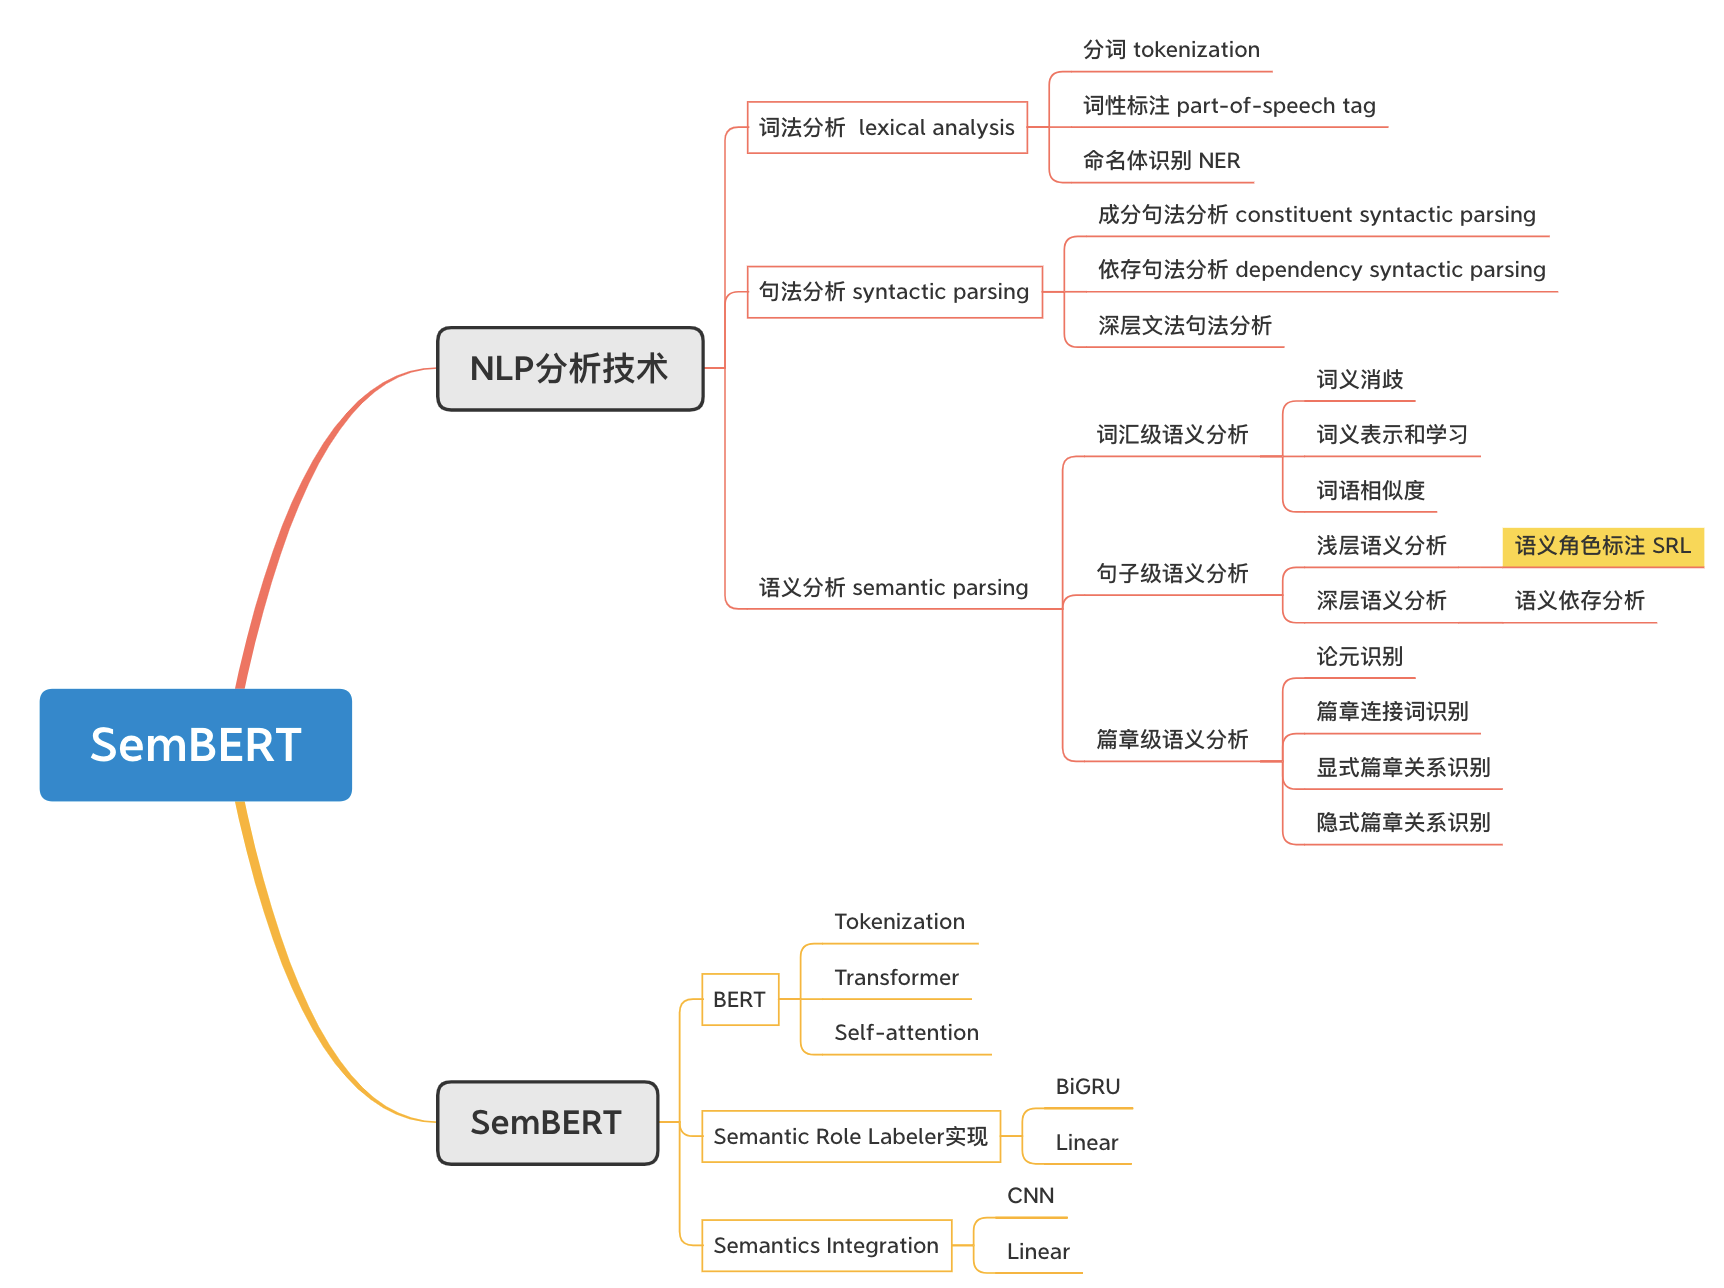 SemBERT
NLP分析技术
词法分析  lexical analysis
分词 tokenization
词性标注 part-of-speech tag
命名体识别 NER
句法分析 syntactic parsing
成分句法分析 constituent syntactic parsing
依存句法分析 dependency syntactic parsing
深层文法句法分析
语义分析 semantic parsing
词汇级语义分析
词义消歧
词义表示和学习
词语相似度
句子级语义分析
浅层语义分析
语义角色标注 SRL
深层语义分析
语义依存分析
篇章级语义分析
论元识别
篇章连接词识别
显式篇章关系识别
隐式篇章关系识别
SemBERT
BERT
Tokenization
Transformer
Self-attention
Semantic Role Labeler实现
BiGRU
Linear
Semantics Integration
CNN
Linear